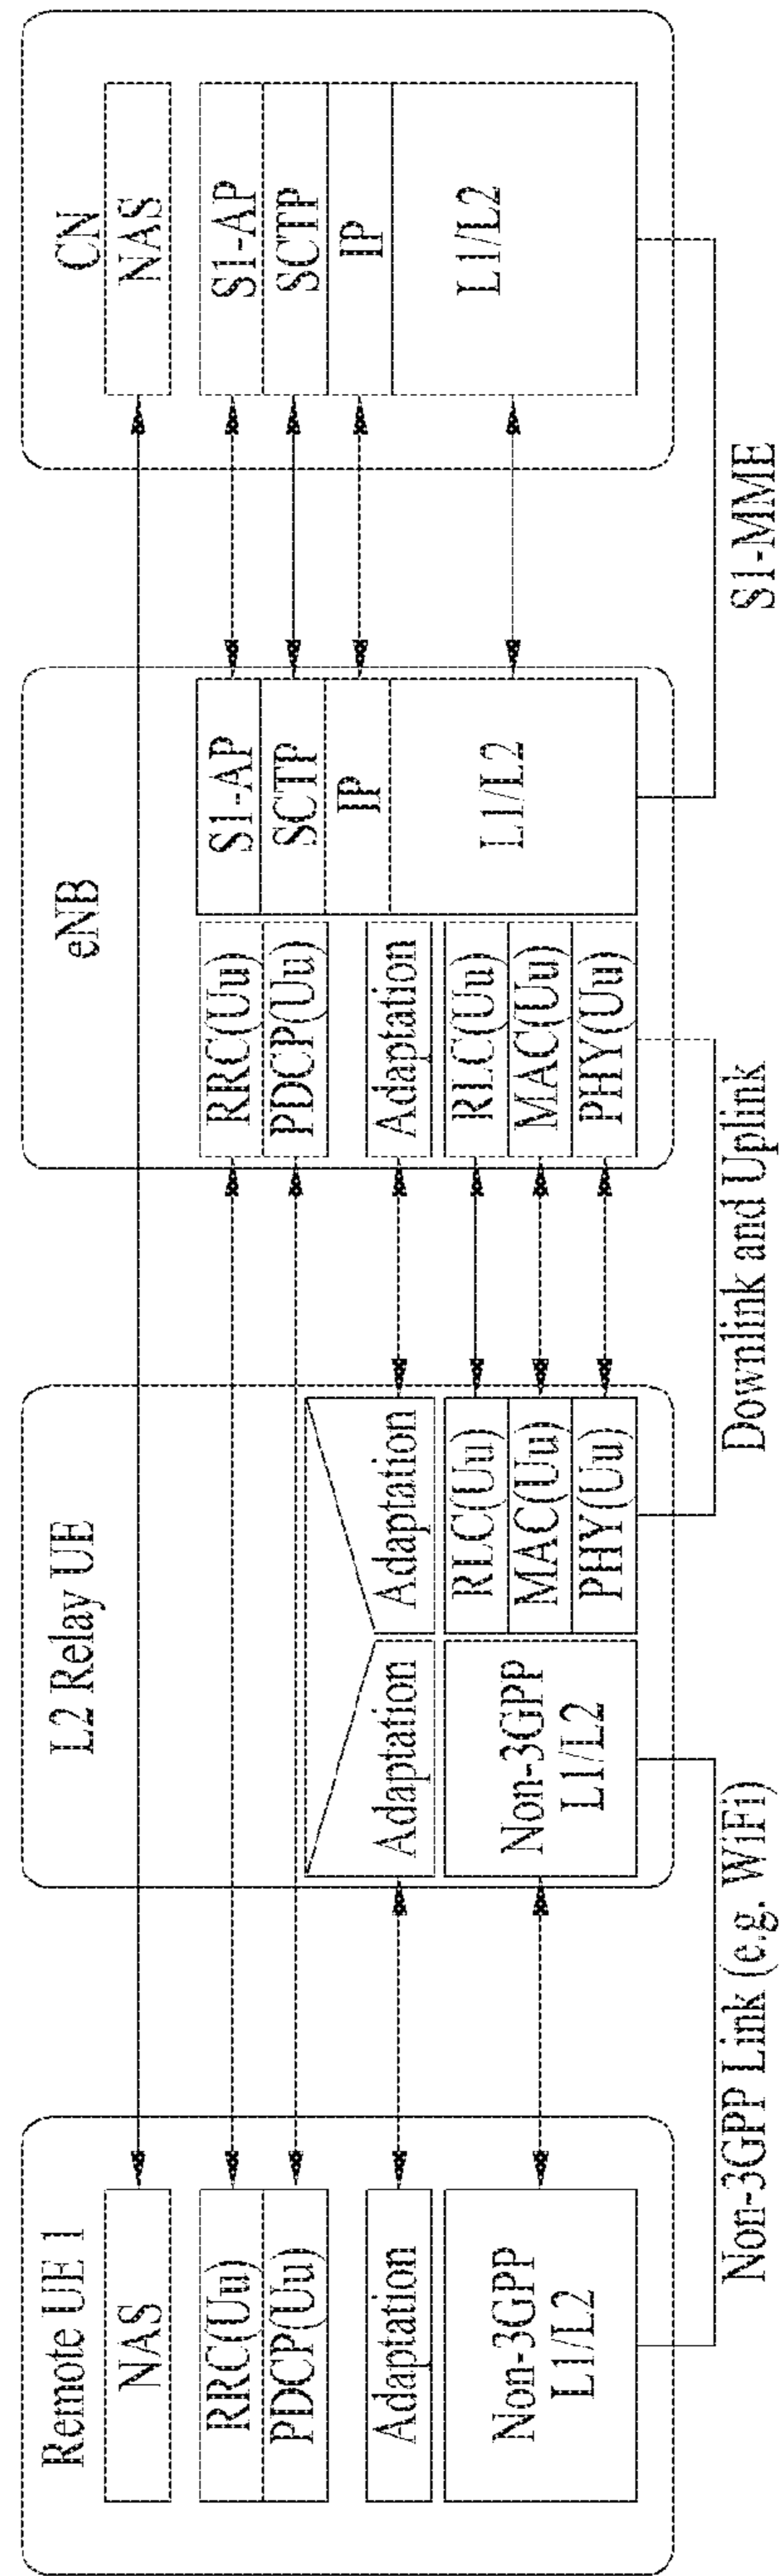 Remote UE 1
NAS
RRC(Uu)
PDCP(Uu)
Adaptation
Non-3GPP
L1/L2
L2 Relay UE
Adaptation
Adaptation
Non-3GPP
L1/L2
RLC(Uu)
MAC(Uu)
PHY(Uu)
eNB
RRC(Uu)
PDCP(Uu)
Adaptation
RLC(Uu)
MAC(Uu)
PHY(Uu)
S1-AP
SCTP
IP
L1/L2
CN
NAS
S1-AP
SCTP
IP
L1/L2
Non-3GPP Link (e.g. WiFi)
Downlink and Uplink
S1-MME